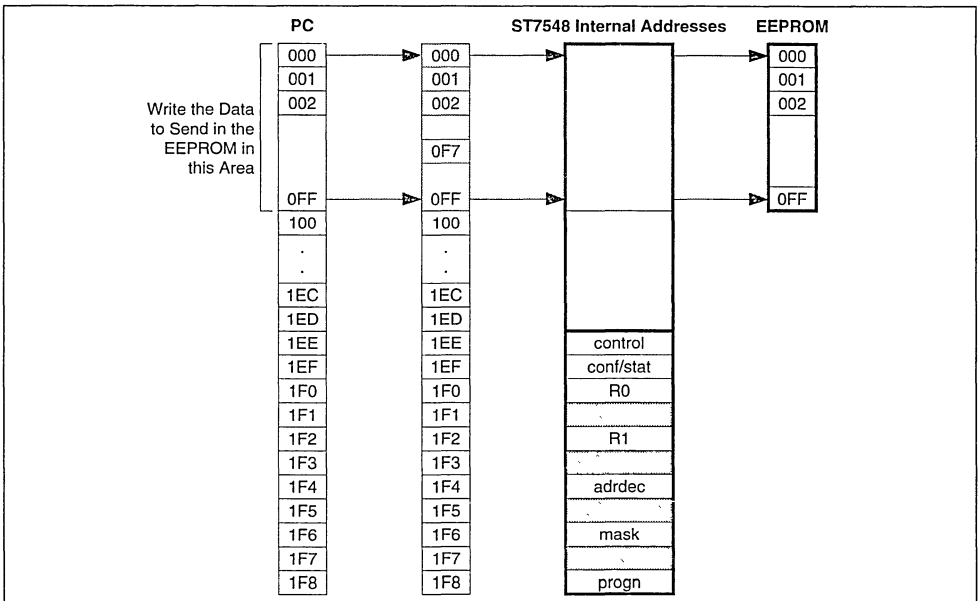 PC ST7548 Internal Addresses EEPROM
000 000 000
001 001 001
002 002 002
Write the Data
to Send in the
EEPROM in
this Area
0F7
0FF 0FF 0FF
100 100
. .
. .
1EC 1EC
1ED 1ED
1EE 1EE control
1EF 1EF conf/stat
1F0 1F0 R0
1F1 1F1
1F2 1F2 R1
1F3 1F3
1F4 1F4 adrdec
1F5 1F5
1F6 1F6 mask
1F7 1F7
1F8 1F8 progn